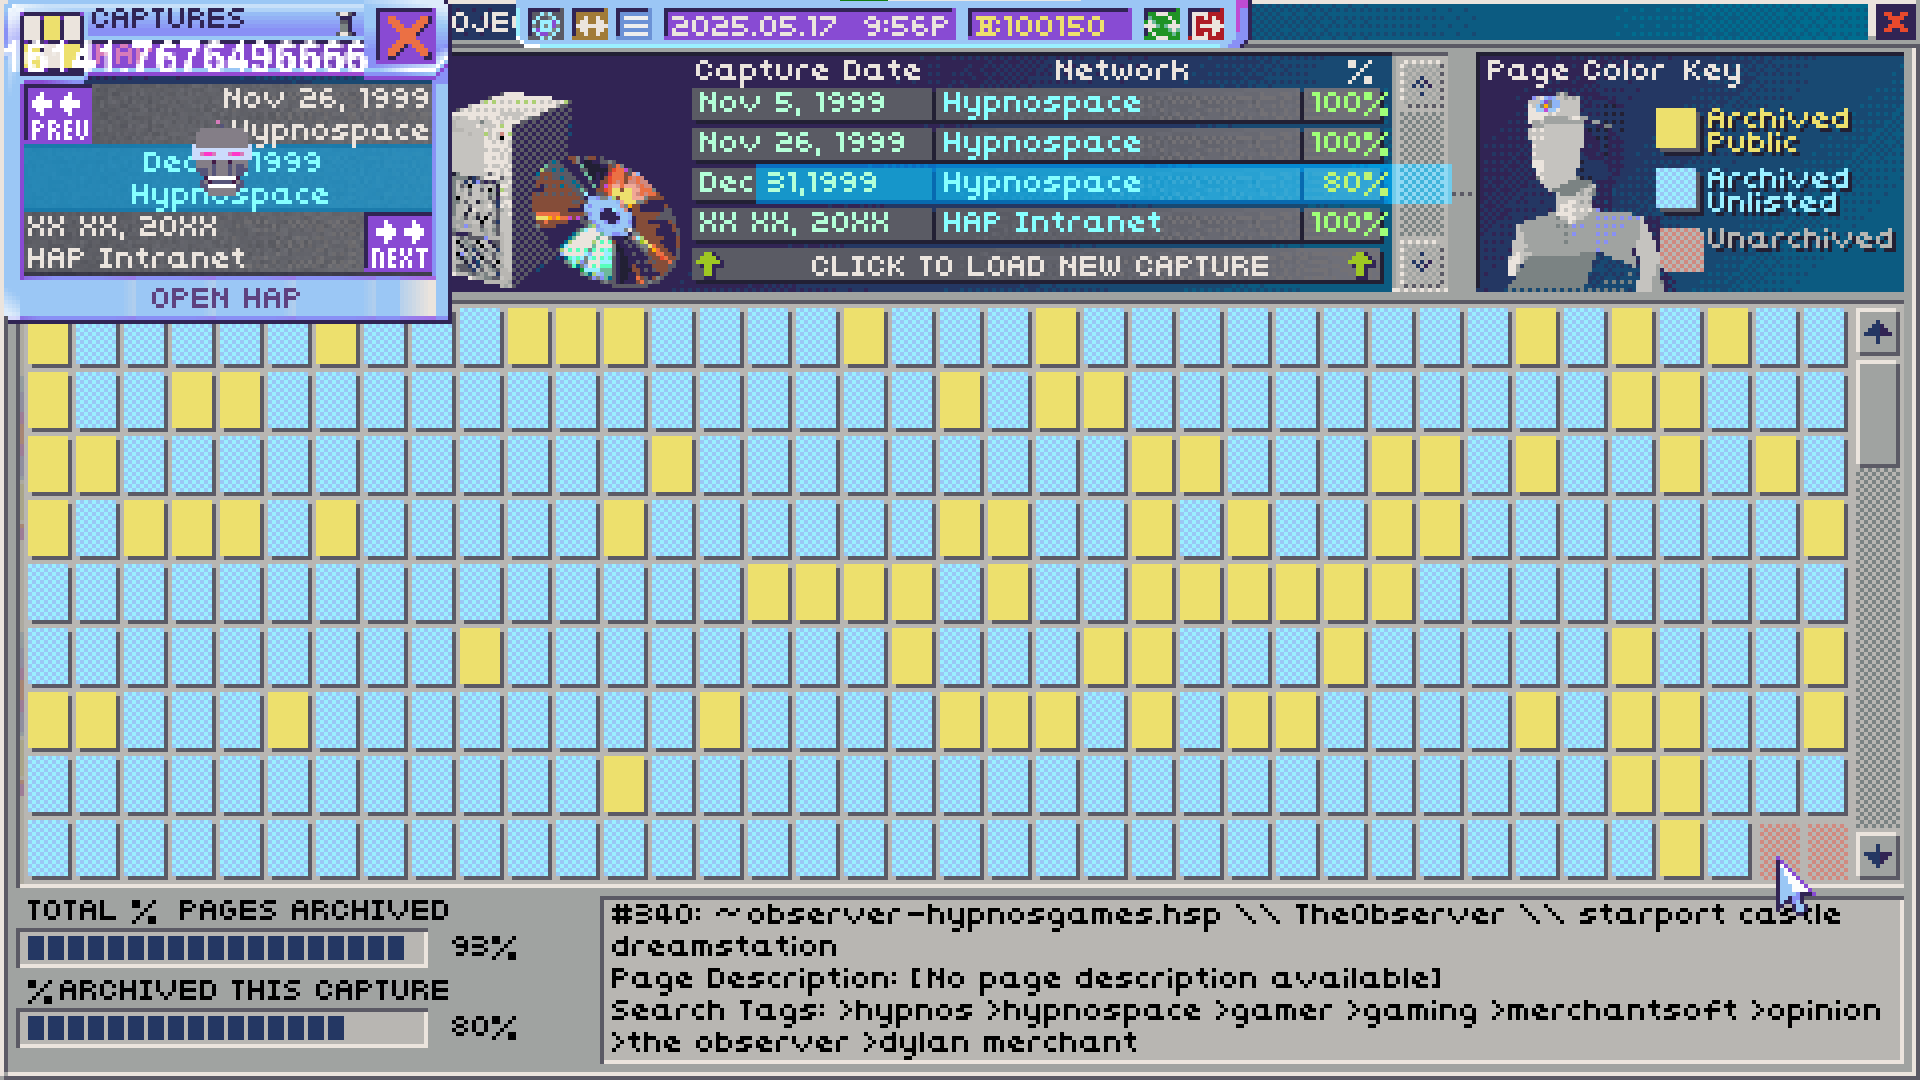 CAPTURES
OJE
2025.05.17 9:56P
100150
PREV
Nov 26, 1999
Hypnospace
Dec 1999
Hypnospace
XX XX, 20XX
HAP Intranet
NEXT
OPEN HAP
Capture Date Network %
Nov 5, 1999 Hypnospace 100%
Nov 26, 1999 Hypnospace 100%
Dec 31,1999 Hypnospace 80%
XX XX, 20XX HAP Intranet 100%
CLICK TO LOAD NEW CAPTURE
Page Color Key
Archived
Public
Archived
Unlisted
Unarchived
TOTAL % PAGES ARCHIVED
93%
% ARCHIVED THIS CAPTURE
80%
#340: ~observer-hypnosgames.hsp \\ TheObserver \\ starport castle
dreamstation
Page Description: [No page description available]
Search Tags: >hypnos >hypnospace >gamer >gaming >merchantsoft >opinion
>the observer >dylan merchant